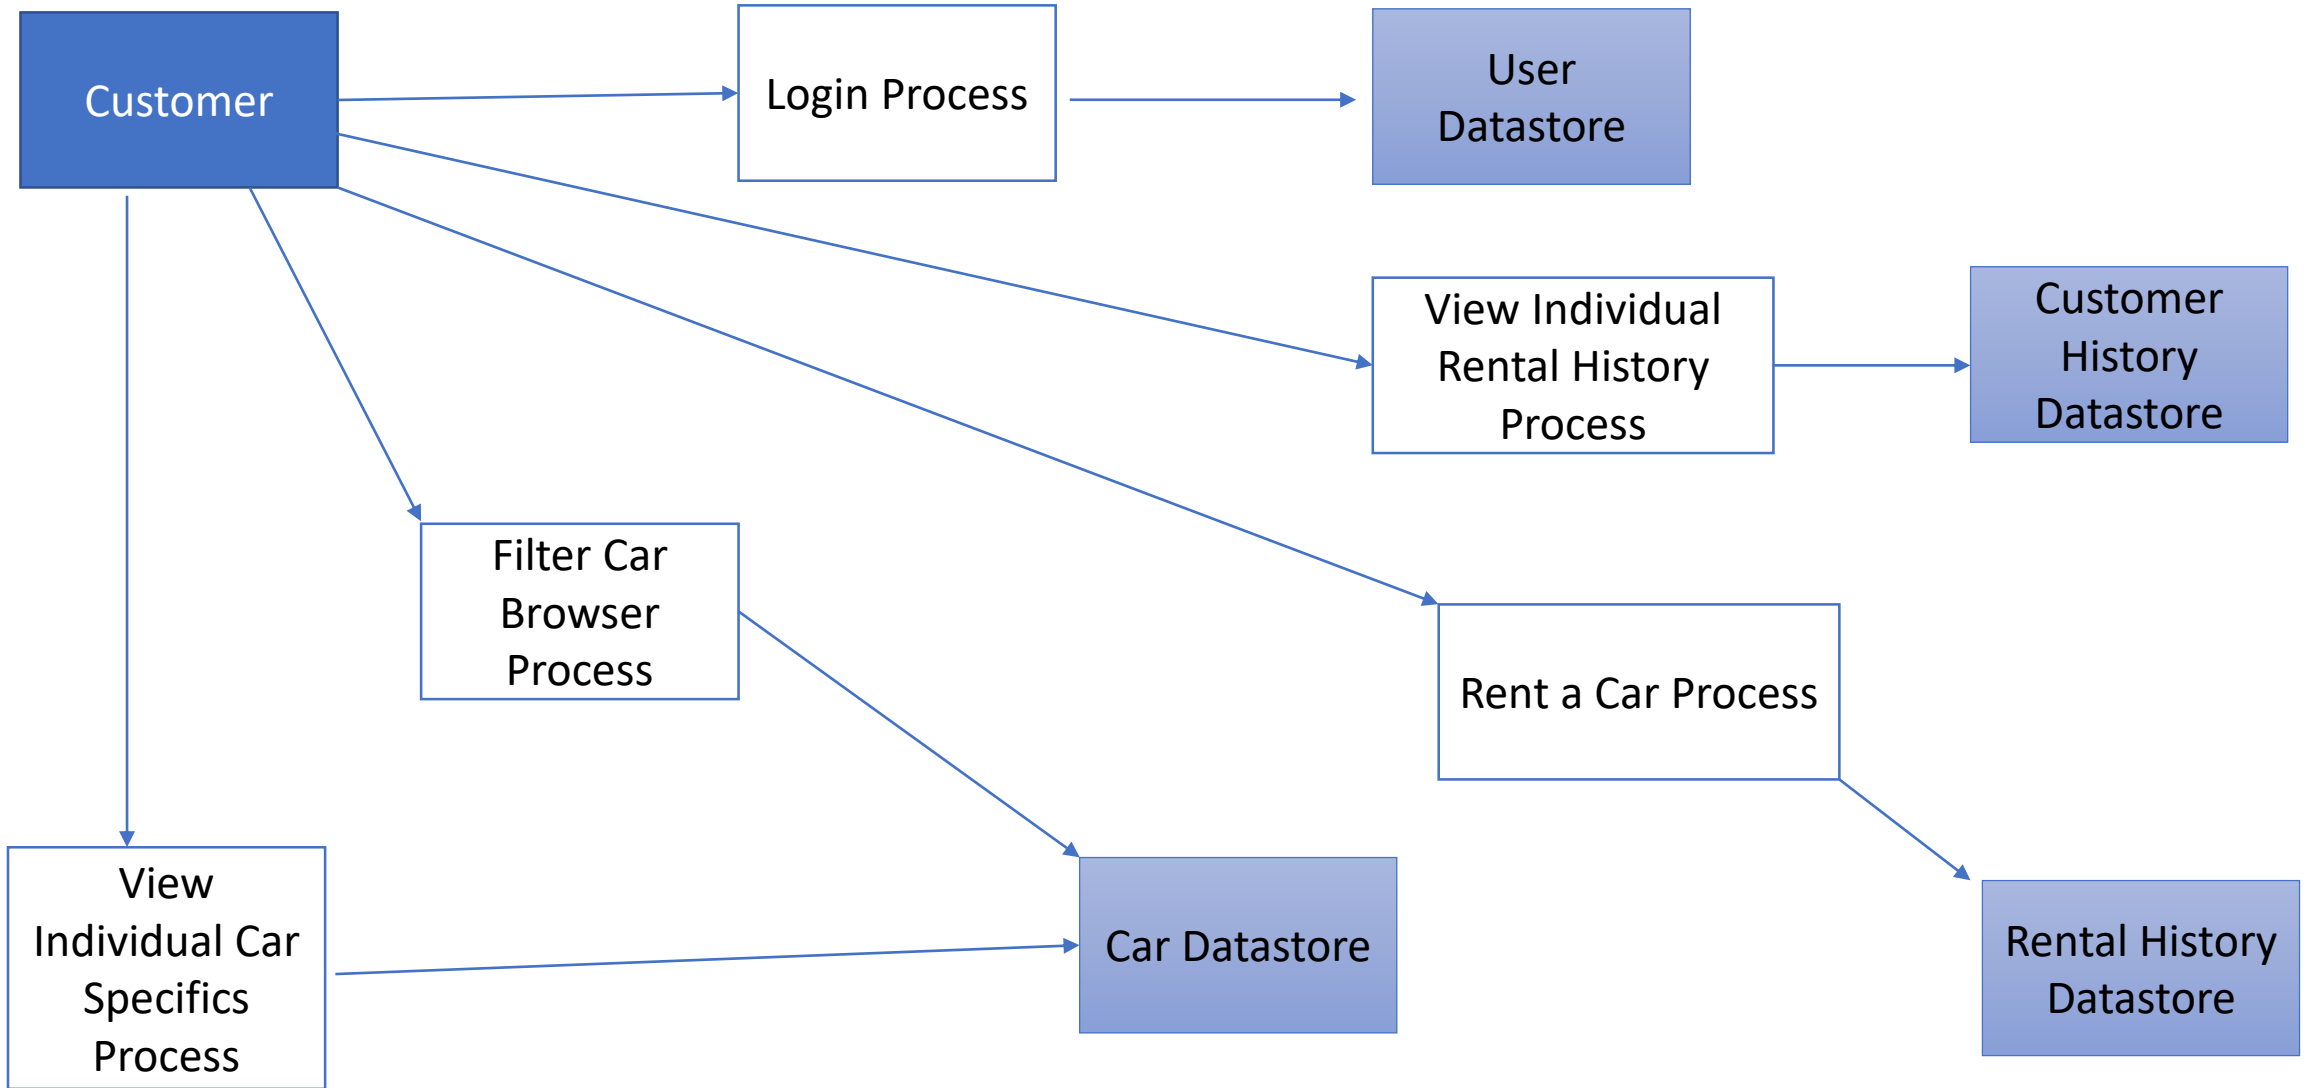 Customer
Login Process
User
Datastore
View Individual
Rental History
Process
Customer
History
Datastore
Filter Car
Browser
Process
Rent a Car Process
View
Individual Car
Specifics
Process
Car Datastore
Rental History
Datastore